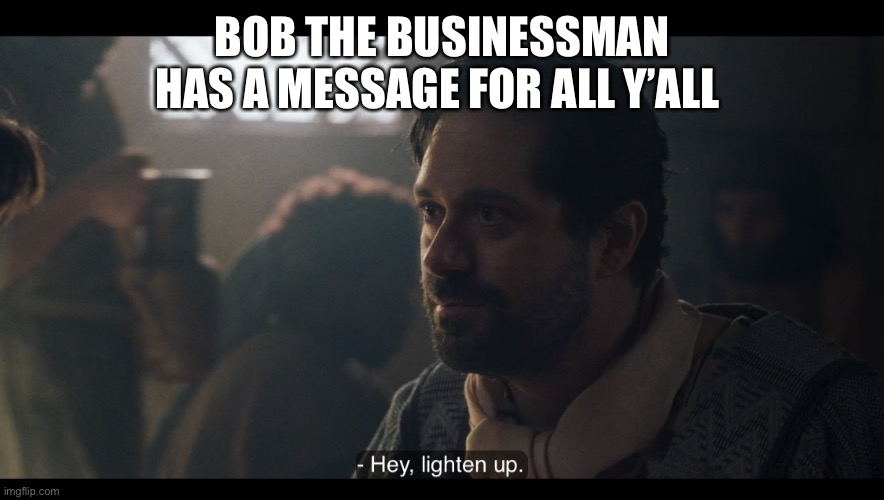 BOB THE BUSINESSMAN
HAS A MESSAGE FOR ALL Y’ALL
- Hey, lighten up.
imgflip.com